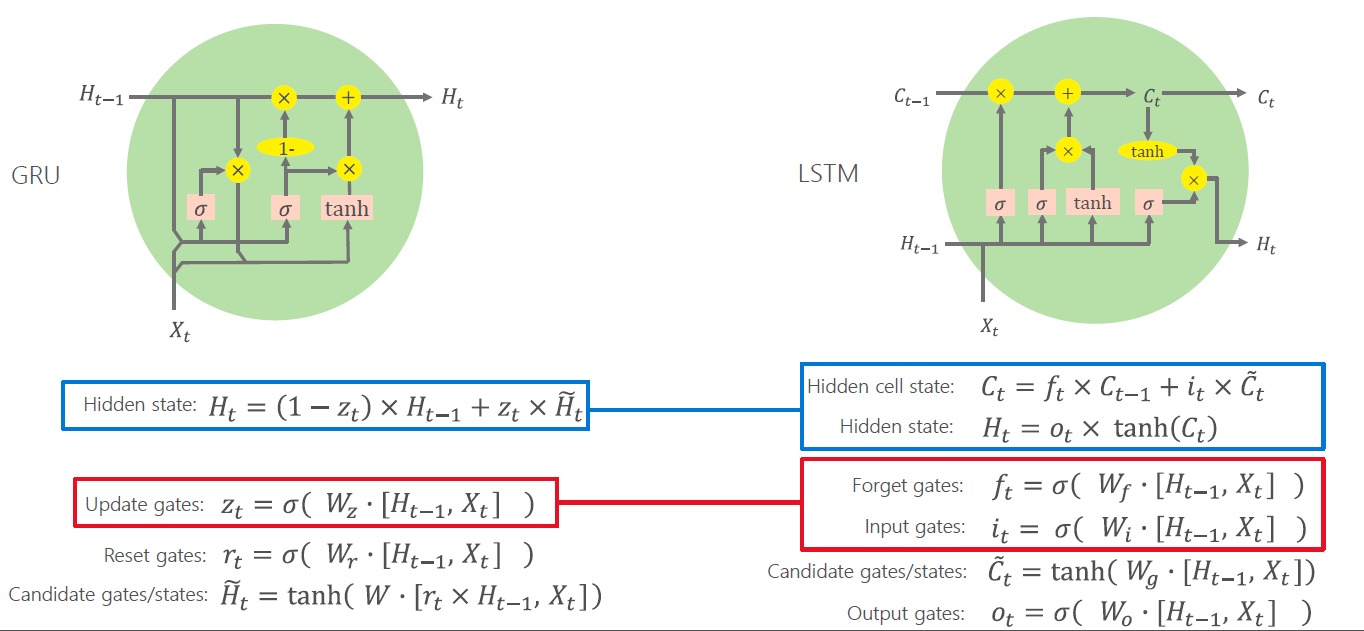 GRU
H_{t-1}
H_t
×
+
1-
×
×
σ
σ
tanh
X_t
LSTM
C_{t-1}
×
+
C_t
C_t
×
tanh
×
σ
σ
tanh
σ
H_{t-1}
H_t
X_t
Hidden state: H_t = (1 − z_t) × H_{t-1} + z_t × H̃_t
Update gates: z_t = σ( W_z · [H_{t-1}, X_t] )
Reset gates: r_t = σ( W_r · [H_{t-1}, X_t] )
Candidate gates/states: H̃_t = tanh( W · [r_t × H_{t-1}, X_t])
Hidden cell state: C_t = f_t × C_{t-1} + i_t × C̃_t
Hidden state: H_t = o_t × tanh(C_t)
Forget gates: f_t = σ( W_f · [H_{t-1}, X_t] )
Input gates: i_t = σ( W_i · [H_{t-1}, X_t] )
Candidate gates/states: C̃_t = tanh( W_g · [H_{t-1}, X_t])
Output gates: o_t = σ( W_o · [H_{t-1}, X_t] )